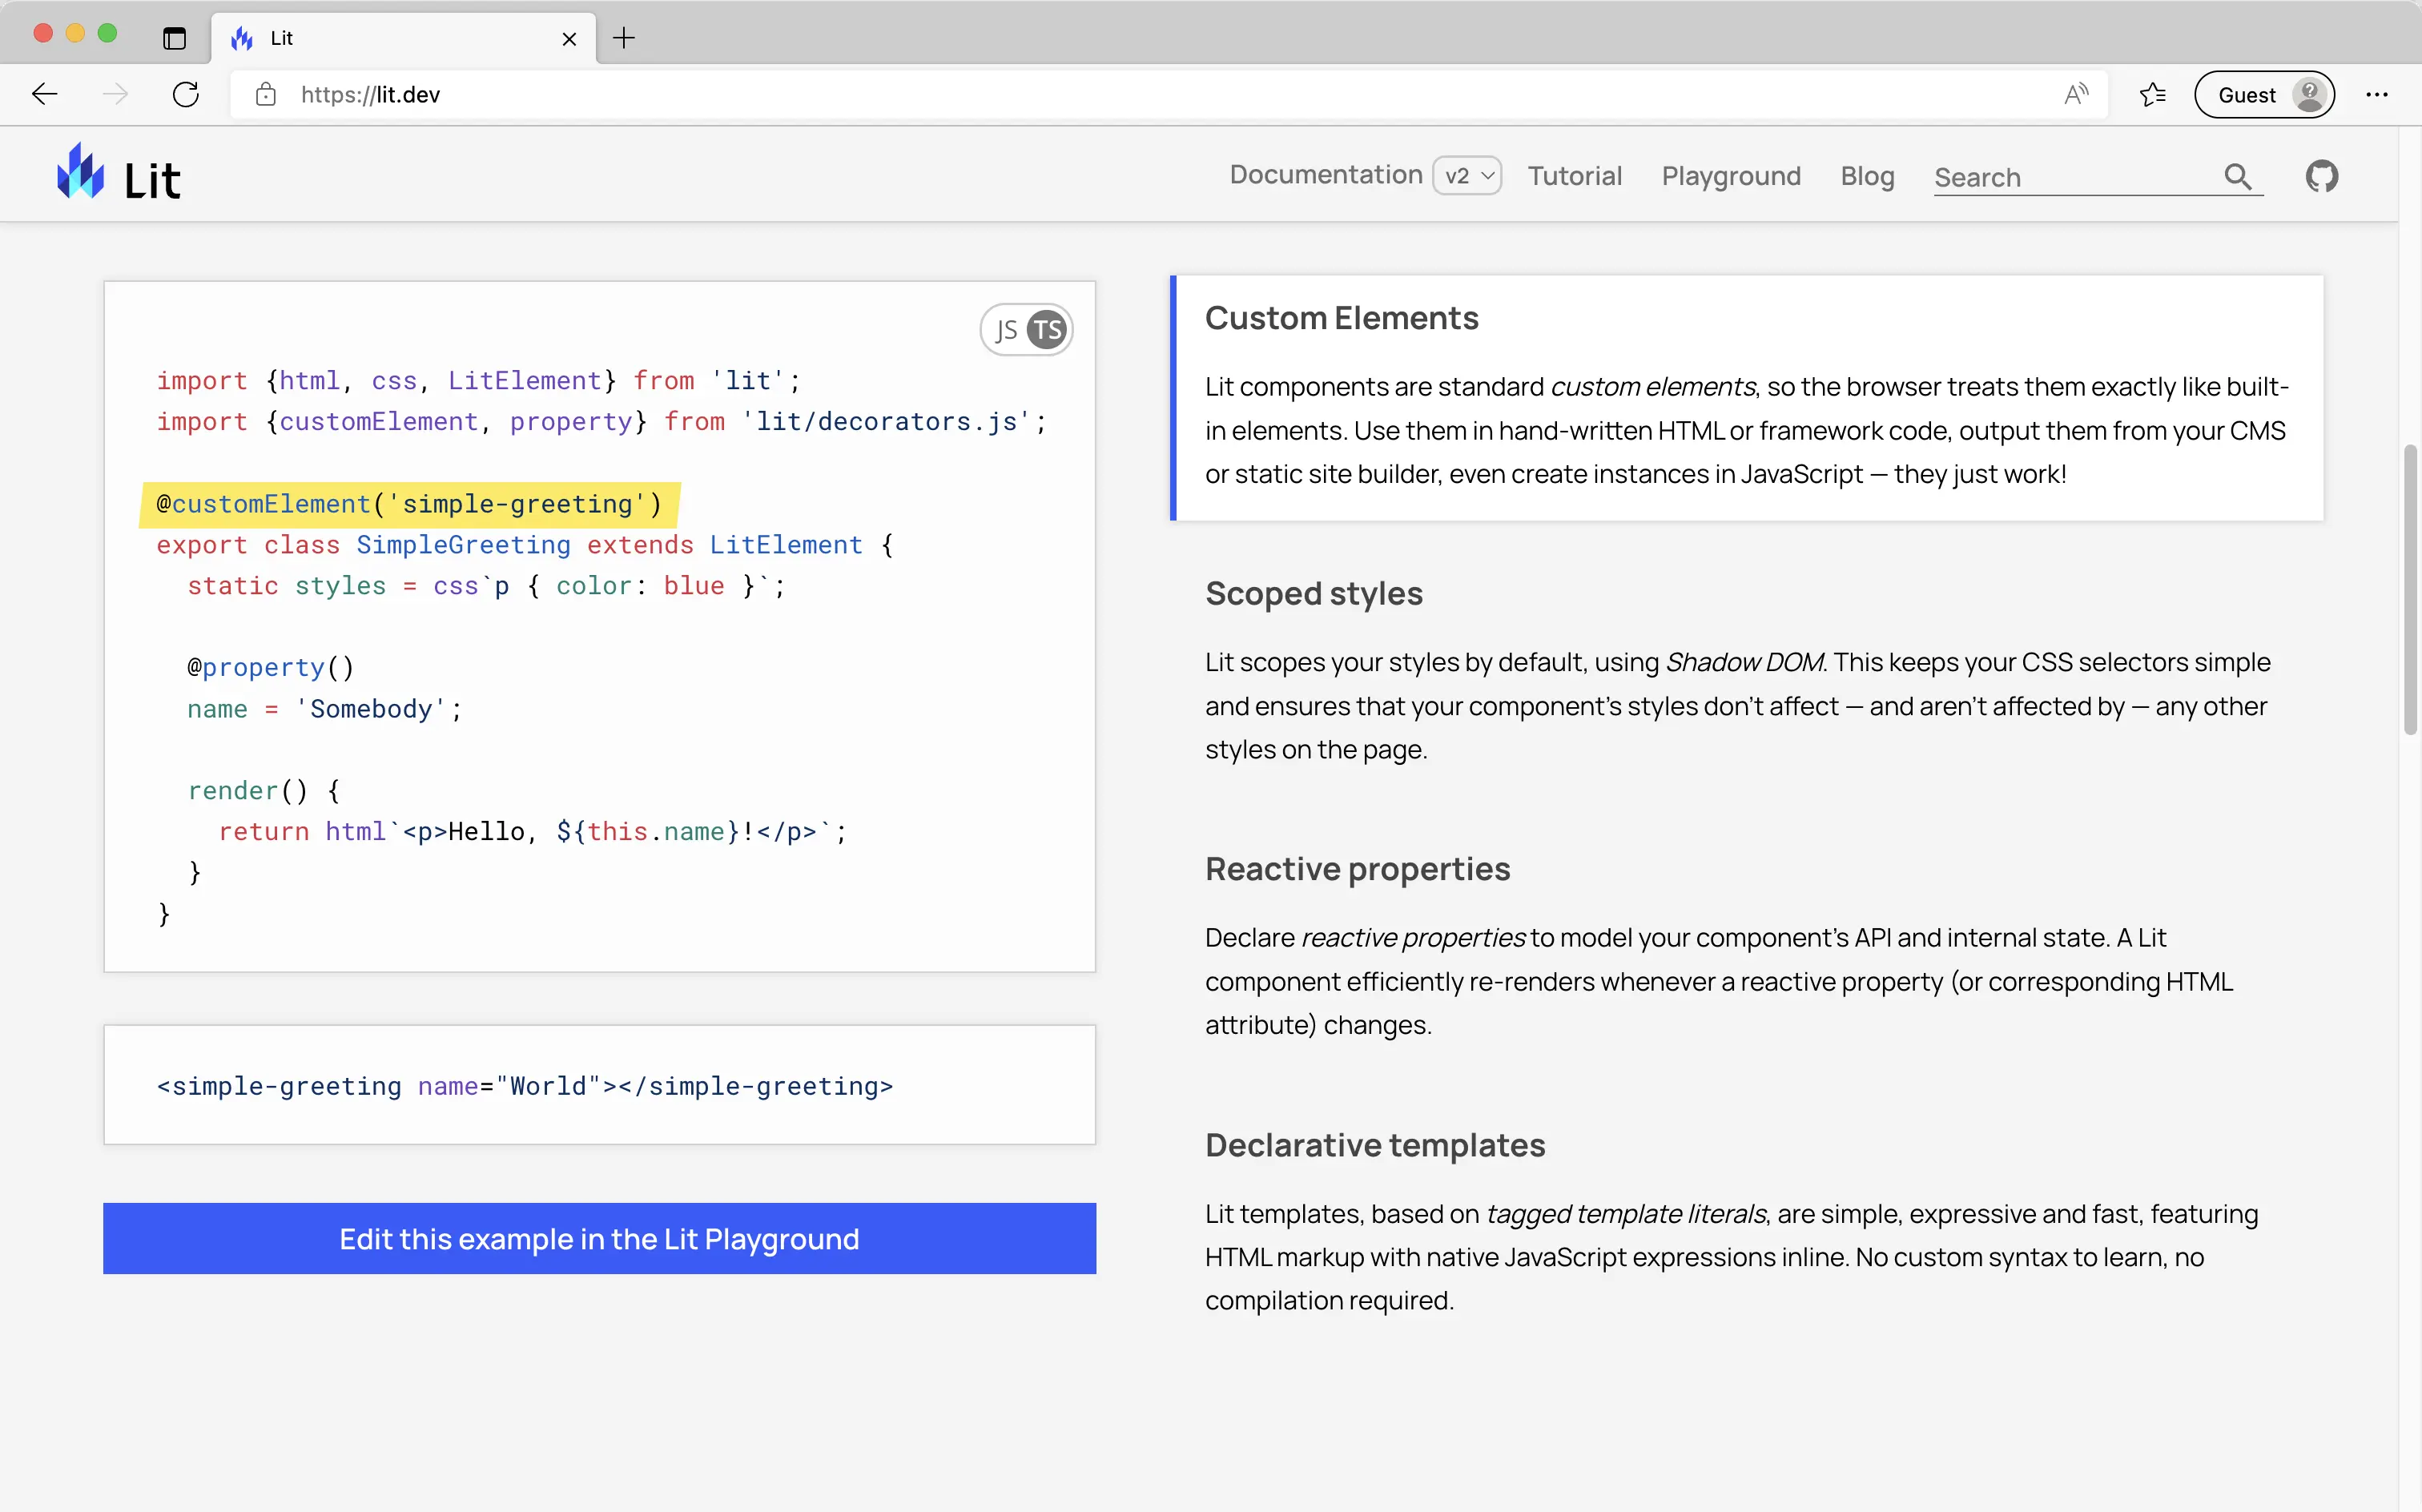 Lit
https://lit.dev
Guest
Lit
Documentation v2 Tutorial Playground Blog Search
JS TS
import {html, css, LitElement} from 'lit';
import {customElement, property} from 'lit/decorators.js';
@customElement('simple-greeting')
export class SimpleGreeting extends LitElement {
static styles = css`p { color: blue }`;
@property()
name = 'Somebody';
render() {
return html`<p>Hello, ${this.name}!</p>`;
}
}
<simple-greeting name="World"></simple-greeting>
Edit this example in the Lit Playground
Custom Elements
Lit components are standard custom elements, so the browser treats them exactly like built-
in elements. Use them in hand-written HTML or framework code, output them from your CMS
or static site builder, even create instances in JavaScript — they just work!
Scoped styles
Lit scopes your styles by default, using Shadow DOM. This keeps your CSS selectors simple
and ensures that your component's styles don't affect — and aren't affected by — any other
styles on the page.
Reactive properties
Declare reactive properties to model your component's API and internal state. A Lit
component efficiently re-renders whenever a reactive property (or corresponding HTML
attribute) changes.
Declarative templates
Lit templates, based on tagged template literals, are simple, expressive and fast, featuring
HTML markup with native JavaScript expressions inline. No custom syntax to learn, no
compilation required.